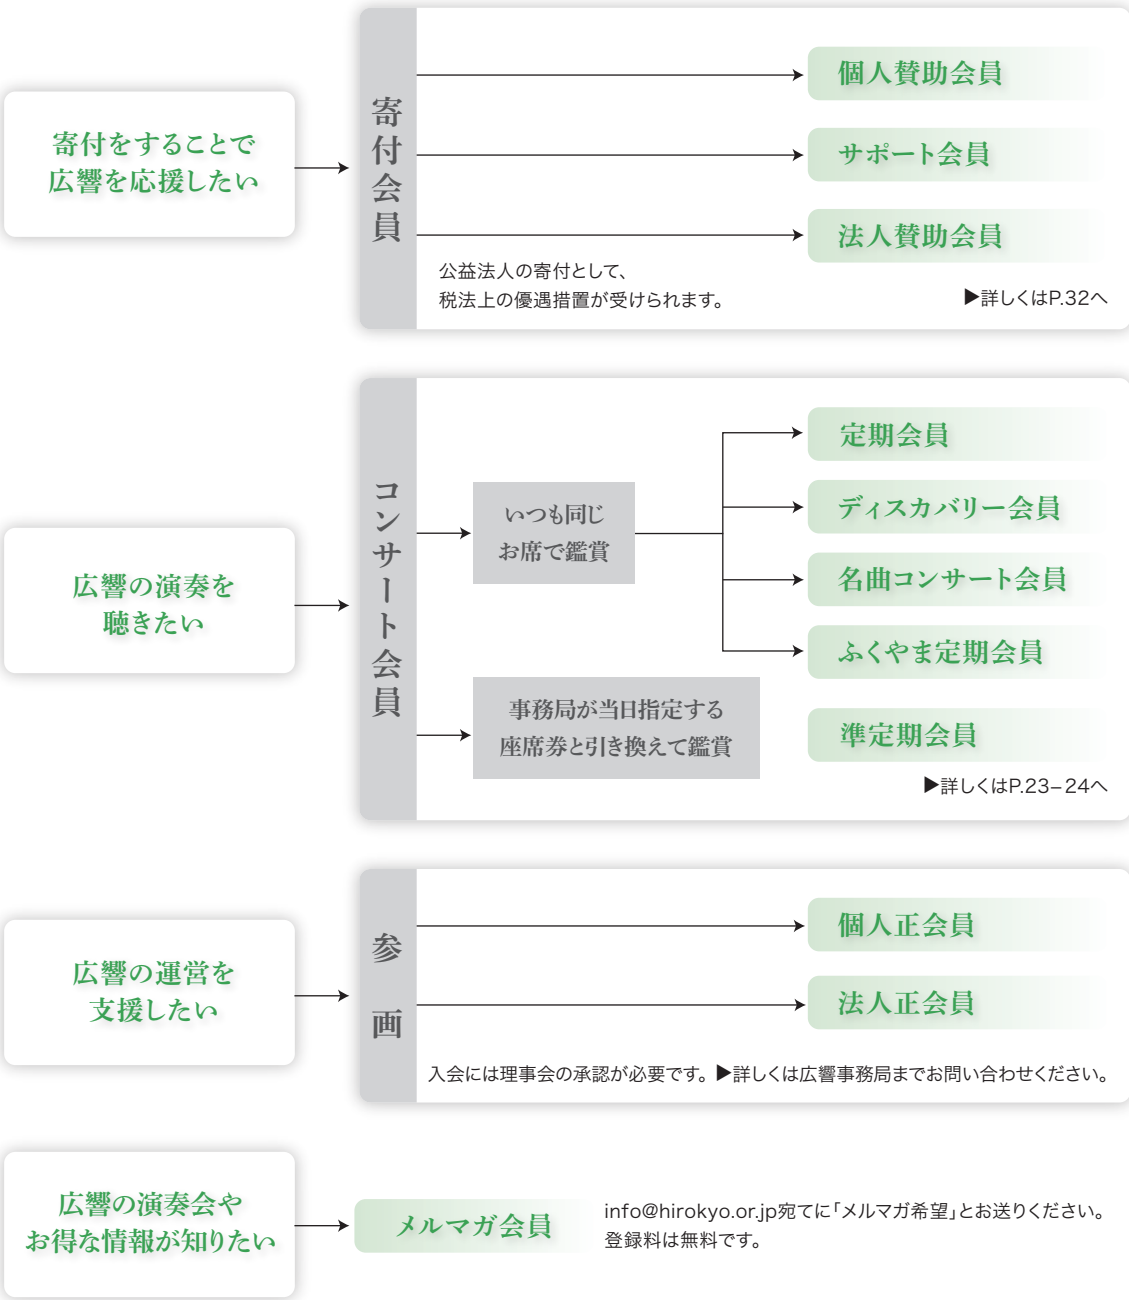 寄付をすることで
広響を応援したい
寄付会員
個人賛助会員
サポート会員
法人賛助会員
公益法人の寄付として、
税法上の優遇措置が受けられます。
▶詳しくはP.32へ
広響の演奏を
聴きたい
コンサート会員
いつも同じ
お席で鑑賞
定期会員
ディスカバリー会員
名曲コンサート会員
ふくやま定期会員
事務局が当日指定する
座席券と引き換えて鑑賞
準定期会員
▶詳しくはP.23–24へ
広響の運営を
支援したい
参画
個人正会員
法人正会員
入会には理事会の承認が必要です。▶詳しくは広響事務局までお問い合わせください。
広響の演奏会や
お得な情報が知りたい
メルマガ会員
info@hirokyo.or.jp宛てに「メルマガ希望」とお送りください。
登録料は無料です。